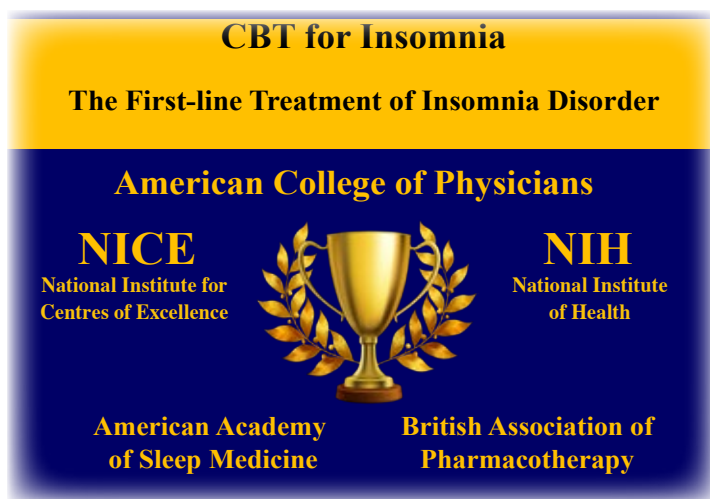 CBT for Insomnia
The First-line Treatment of Insomnia Disorder
American College of Physicians
NICE
National Institute for
Centres of Excellence
NIH
National Institute
of Health
American Academy
of Sleep Medicine
British Association of
Pharmacotherapy